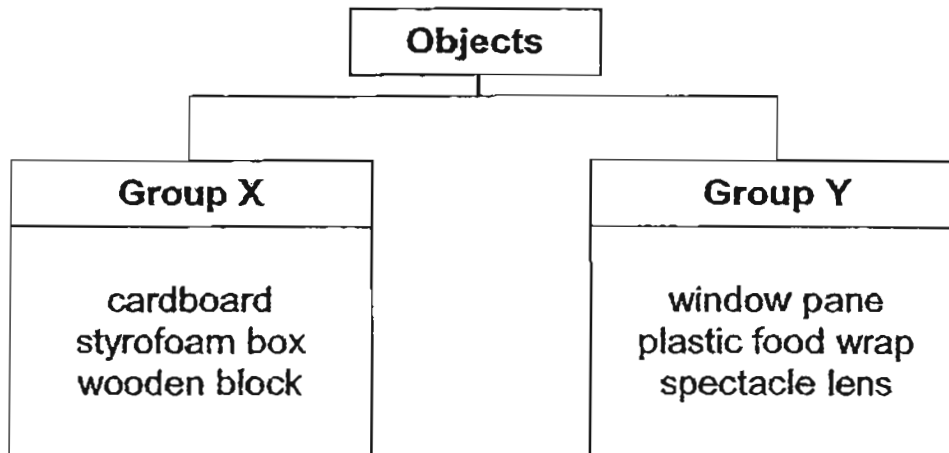 Objects
Group X
cardboard
styrofoam box
wooden block
Group Y
window pane
plastic food wrap
spectacle lens